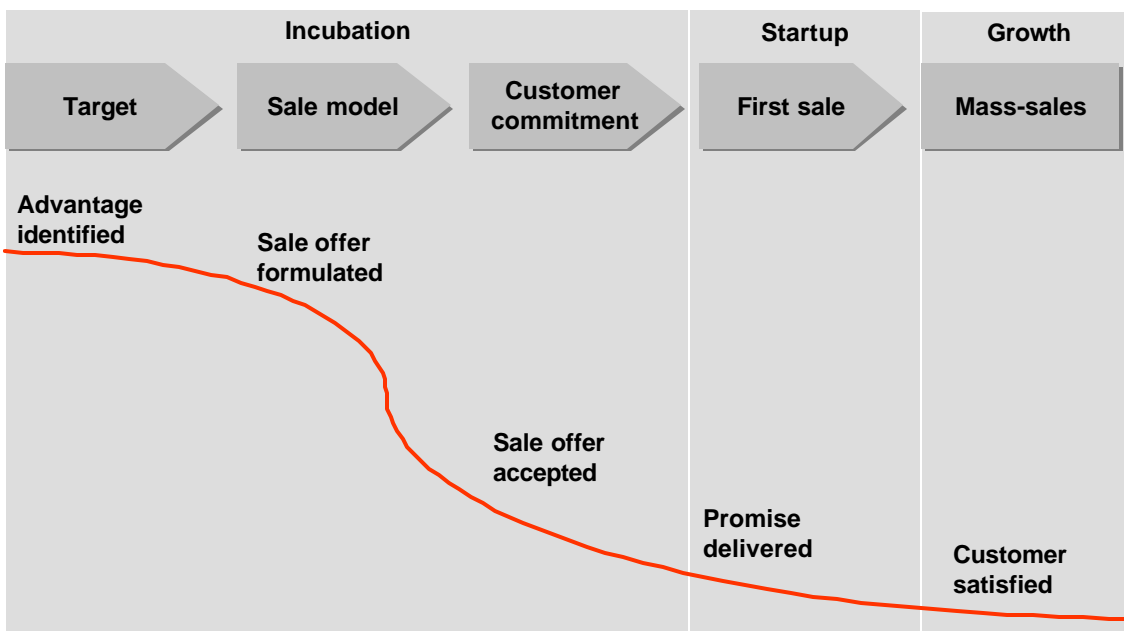 Incubation
Startup
Growth
Target
Sale model
Customer
commitment
First sale
Mass-sales
Advantage
identified
Sale offer
formulated
Sale offer
accepted
Promise
delivered
Customer
satisfied